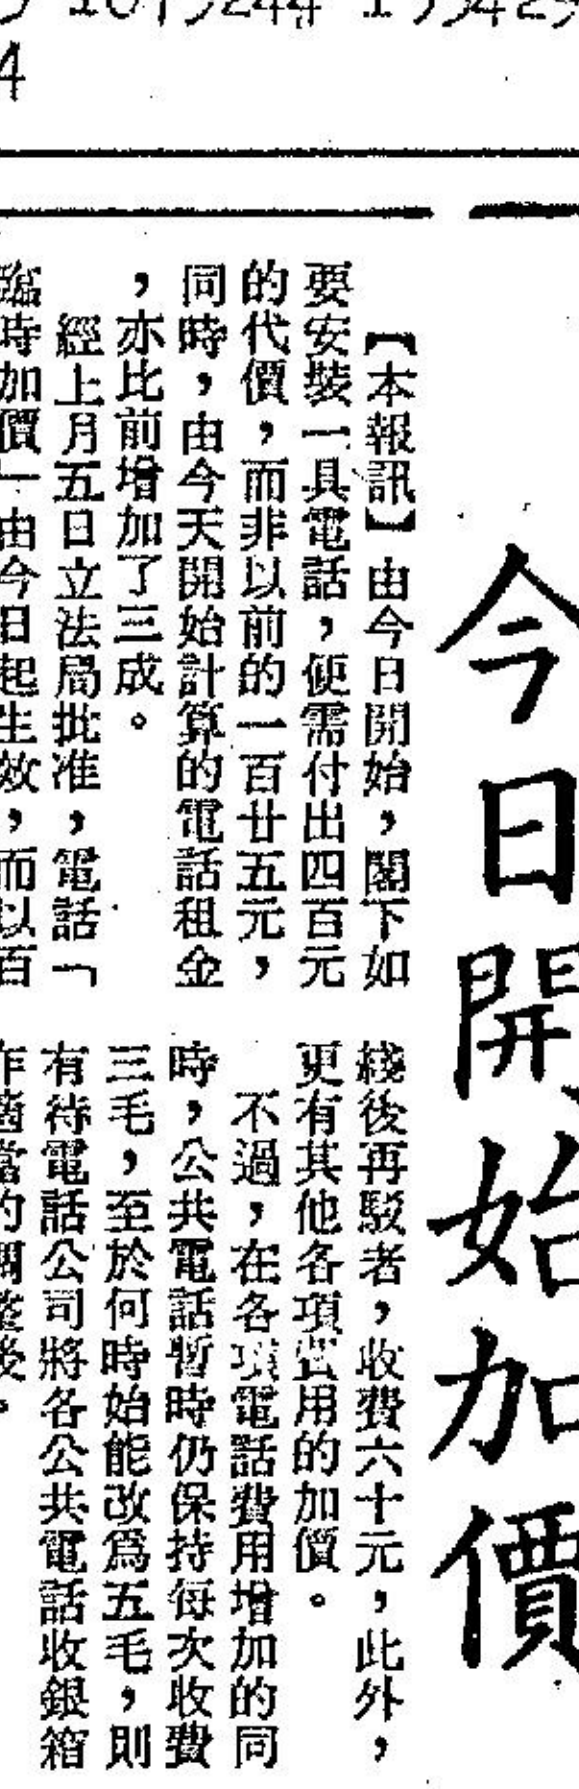 今日開始加價
【本報訊】由今日開始，閣下如
要安裝一具電話，便需付出四百元
的代價，而非以前的一百廿五元，
同時，由今天開始計算的電話租金
，亦比前增加了三成。
經上月五日立法局批准，電話「
臨時加價」由今日起生效，而以百
綫後再駁者，收費六十元，此外，
更有其他各項費用的加價。
不過，在各項電話費用增加的同
時，公共電話暫時仍保持每次收費
三毛，至於何時始能改爲五毛，則
有待電話公司將各公共電話收銀箱
作適當的調整後。